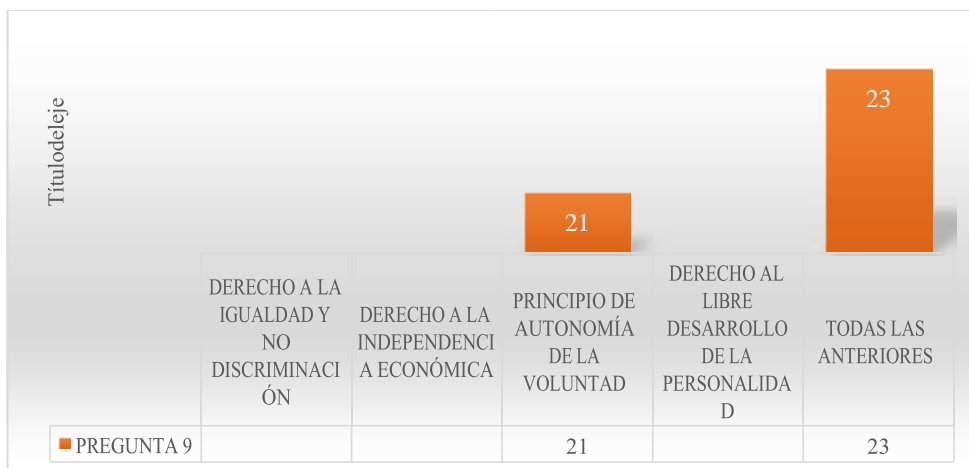 Títulodeleje
23
21
DERECHO A LA
IGUALDAD Y
NO
DISCRIMINACI
ÓN
DERECHO A LA
INDEPENDENCI
A ECONÓMICA
PRINCIPIO DE
AUTONOMÍA
DE LA
VOLUNTAD
DERECHO AL
LIBRE
DESARROLLO
DE LA
PERSONALIDA
D
TODAS LAS
ANTERIORES
PREGUNTA 9
21
23